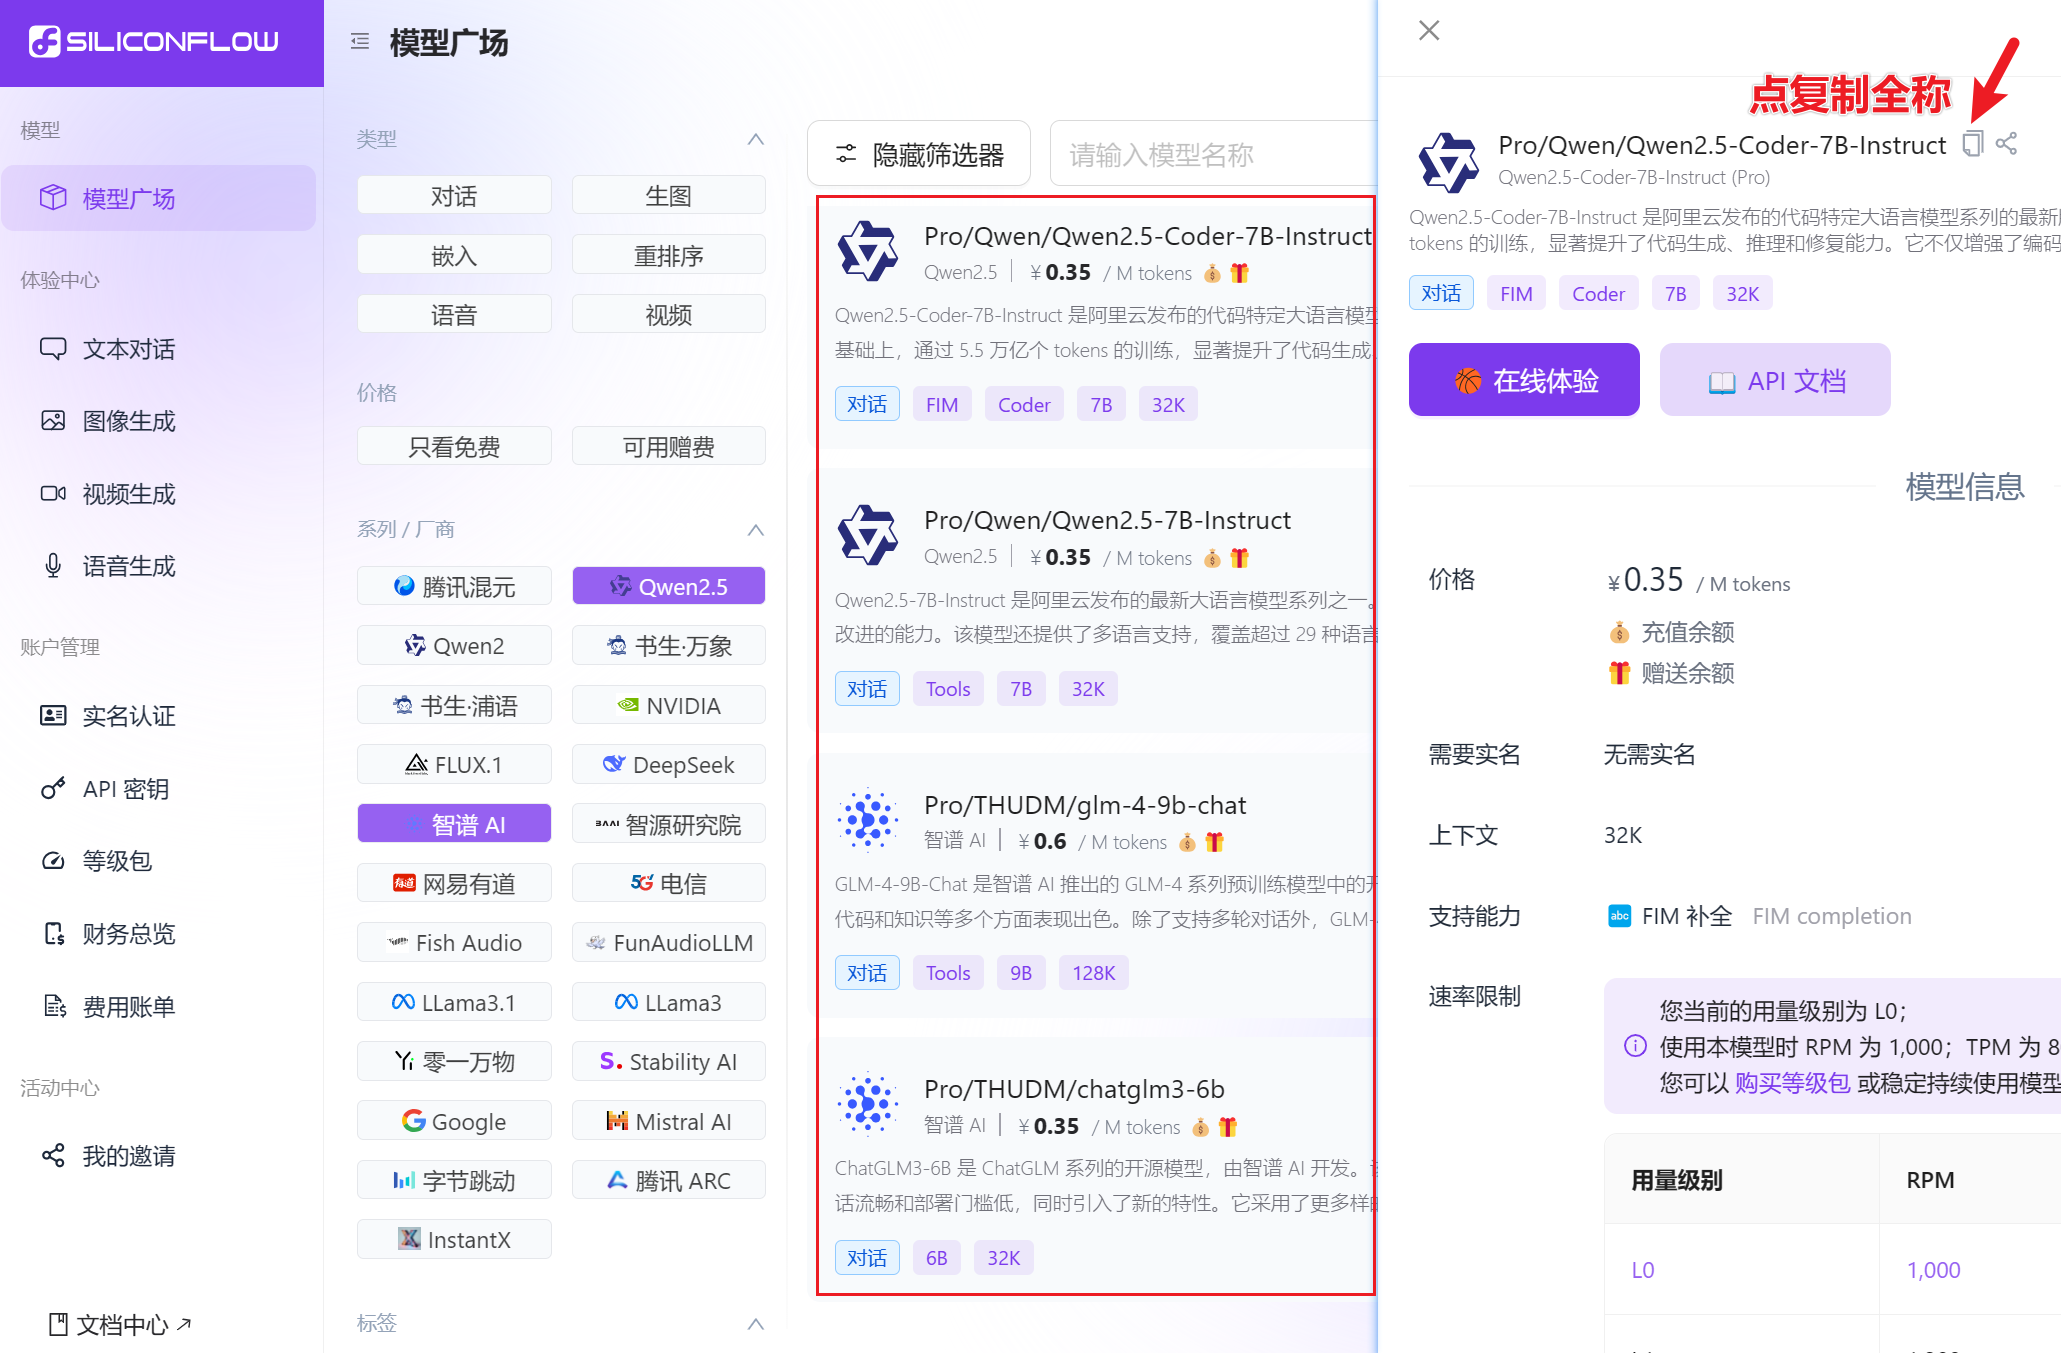 SILICONFLOW
模型
模型广场
体验中心
文本对话
图像生成
视频生成
语音生成
账户管理
实名认证
API 密钥
等级包
财务总览
费用账单
活动中心
我的邀请
文档中心
模型广场
类型
对话
生图
嵌入
重排序
语音
视频
价格
只看免费
可用赠费
系列 / 厂商
腾讯混元
Qwen2.5
Qwen2
书生·万象
书生·浦语
NVIDIA
FLUX.1
DeepSeek
智谱 AI
BAAI 智源研究院
有道 网易有道
5G 电信
Fish Audio
FunAudioLLM
LLama3.1
LLama3
零一万物
Stability AI
Google
Mistral AI
字节跳动
腾讯 ARC
InstantX
标签
隐藏筛选器
请输入模型名称
Pro/Qwen/Qwen2.5-Coder-7B-Instruct
Qwen2.5 ¥ 0.35 / M tokens
Qwen2.5-Coder-7B-Instruct 是阿里云发布的代码特定大语言模型
基础上，通过 5.5 万亿个 tokens 的训练，显著提升了代码生成
对话 FIM Coder 7B 32K
Pro/Qwen/Qwen2.5-7B-Instruct
Qwen2.5 ¥ 0.35 / M tokens
Qwen2.5-7B-Instruct 是阿里云发布的最新大语言模型系列之一。
改进的能力。该模型还提供了多语言支持，覆盖超过 29 种语言
对话 Tools 7B 32K
Pro/THUDM/glm-4-9b-chat
智谱 AI ¥ 0.6 / M tokens
GLM-4-9B-Chat 是智谱 AI 推出的 GLM-4 系列预训练模型中的开
代码和知识等多个方面表现出色。除了支持多轮对话外，GLM-
对话 Tools 9B 128K
Pro/THUDM/chatglm3-6b
智谱 AI ¥ 0.35 / M tokens
ChatGLM3-6B 是 ChatGLM 系列的开源模型，由智谱 AI 开发。
话流畅和部署门槛低，同时引入了新的特性。它采用了更多样的
对话 6B 32K
点复制全称
Pro/Qwen/Qwen2.5-Coder-7B-Instruct
Qwen2.5-Coder-7B-Instruct (Pro)
Qwen2.5-Coder-7B-Instruct 是阿里云发布的代码特定大语言模型系列的最新
tokens 的训练，显著提升了代码生成、推理和修复能力。它不仅增强了编码
对话 FIM Coder 7B 32K
在线体验
API 文档
模型信息
价格
¥ 0.35 / M tokens
充值余额
赠送余额
需要实名
无需实名
上下文
32K
支持能力
abc FIM 补全 FIM completion
速率限制
您当前的用量级别为 L0；
使用本模型时 RPM 为 1,000；TPM 为 8
您可以 购买等级包 或稳定持续使用模型
用量级别 RPM
L0 1,000